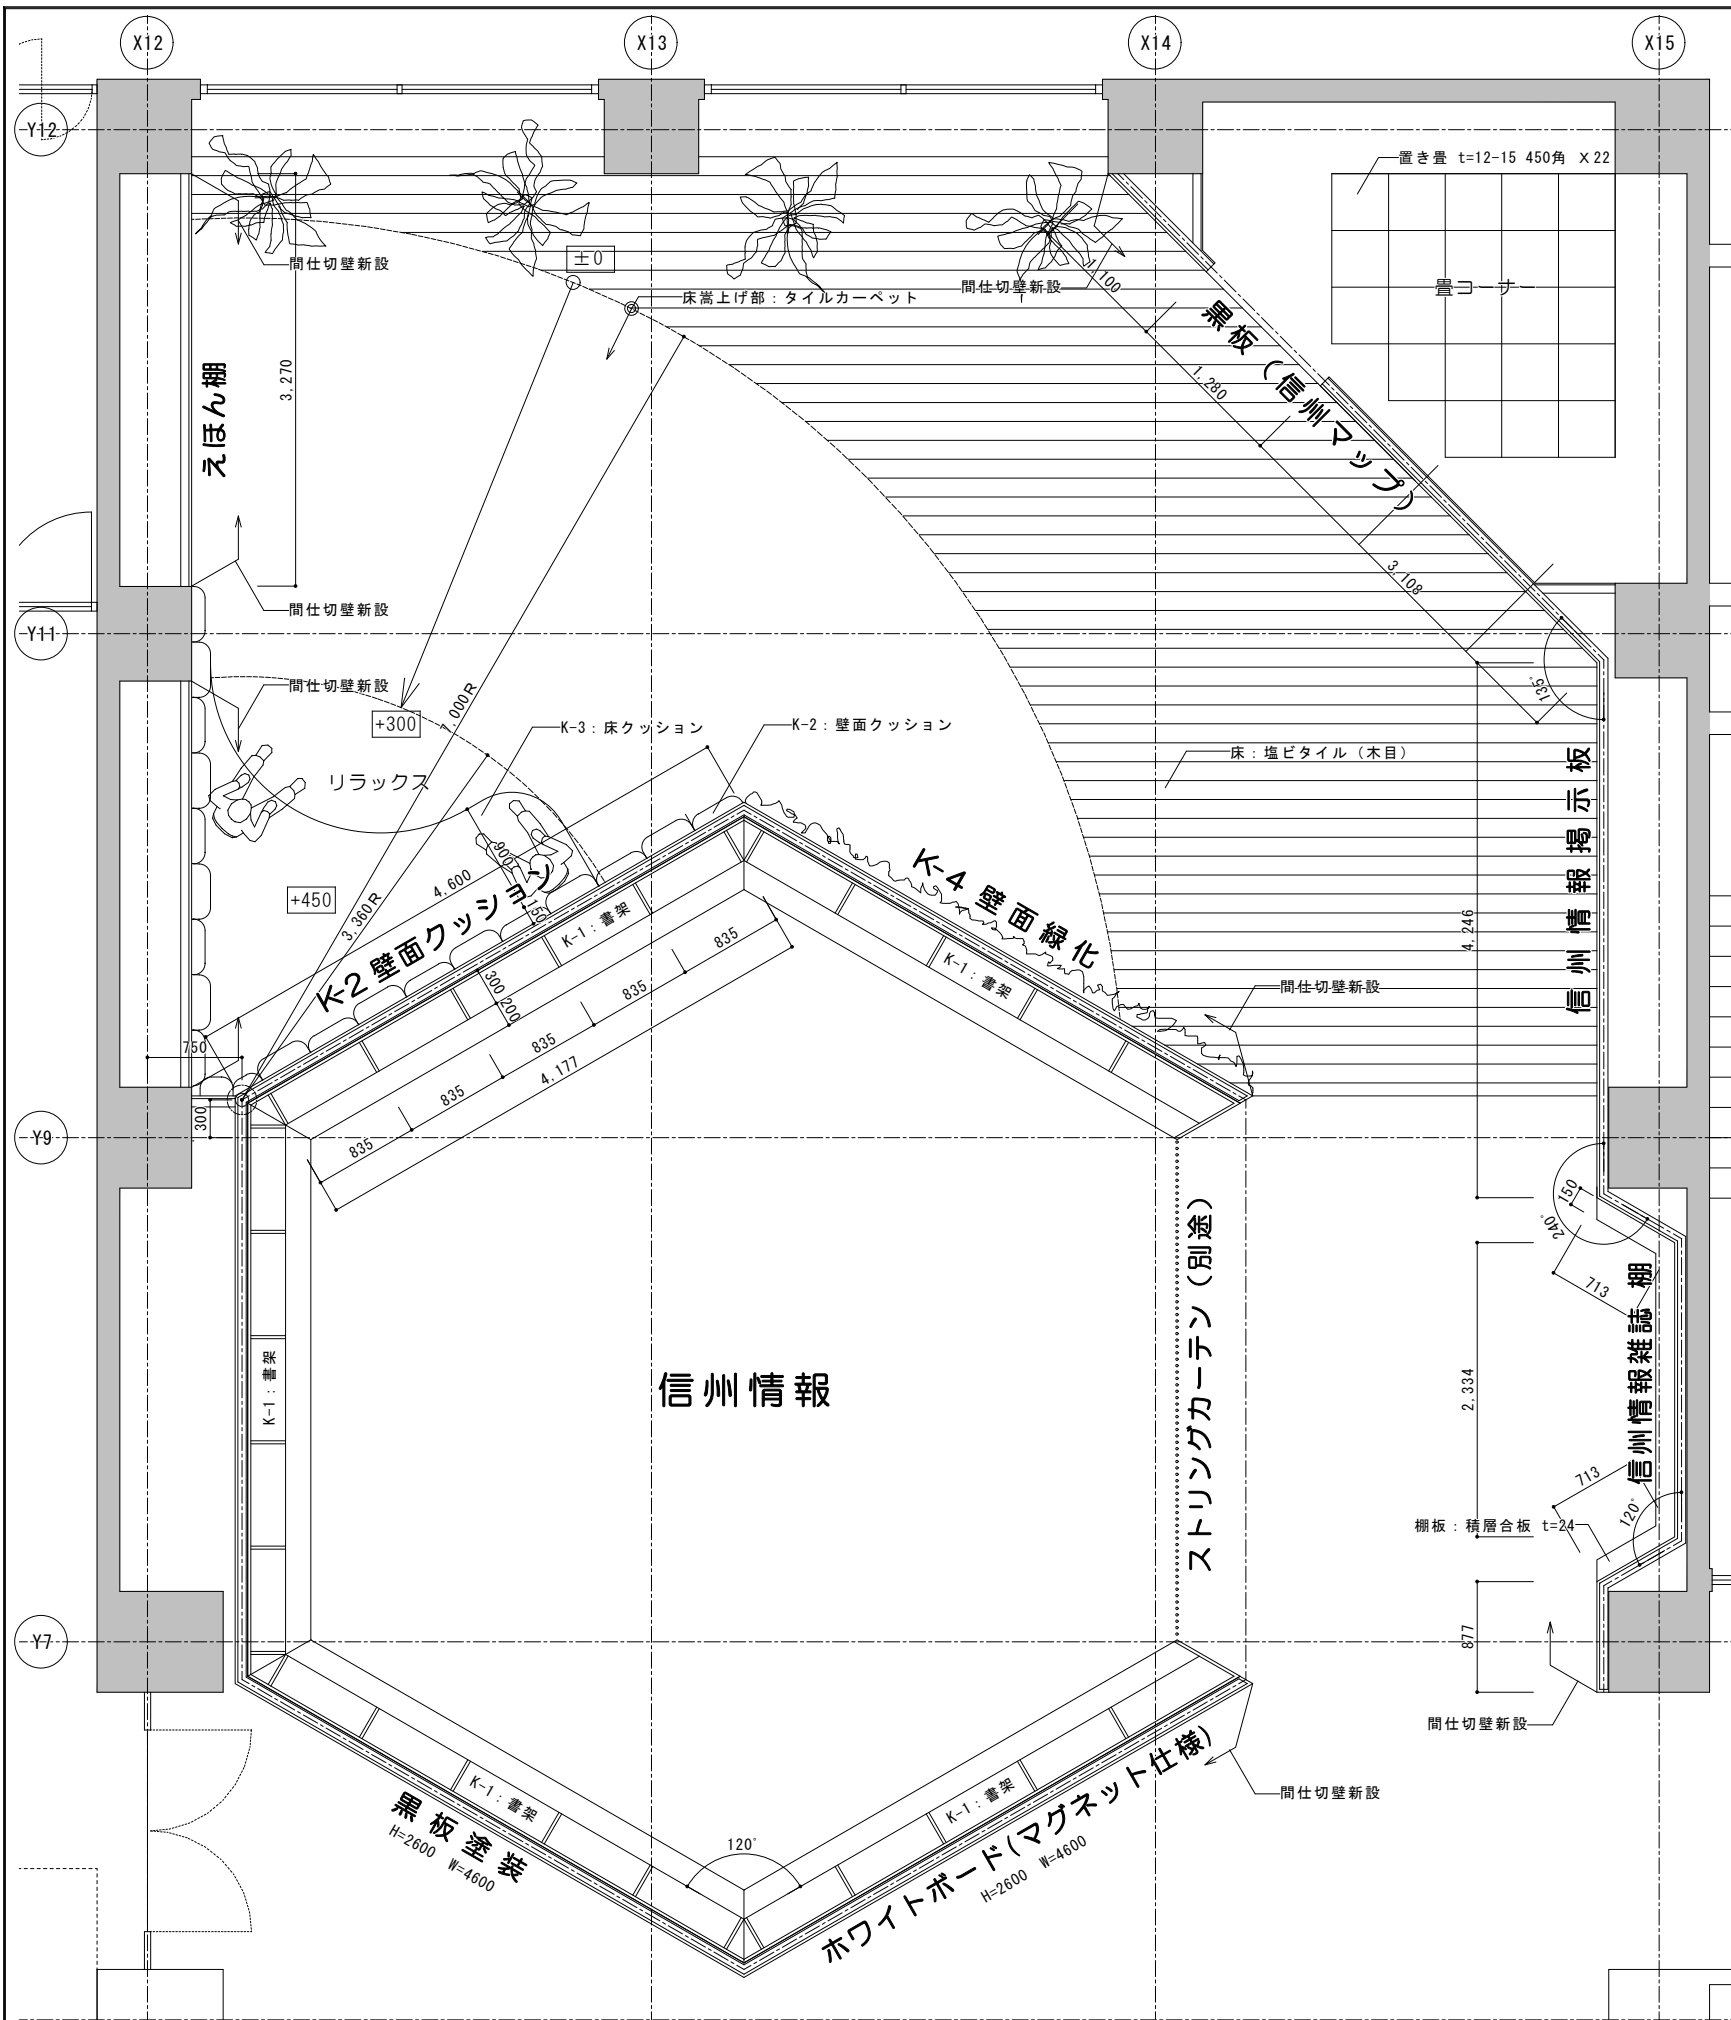 X12
X13
X14
X15
Y12
置き畳 t=12-15 450角 X22
間仕切壁新設
±0
床嵩上げ部：タイルカーペット
間仕切壁新設
1,100
畳コーナー
黒板（信州マップ）
えほん棚
3,270
1,280
3,108
間仕切壁新設
Y11
間仕切壁新設
135°
+300
7,000R
K-3：床クッション
K-2：壁面クッション
床：塩ビタイル（木目）
リラックス
信州情報掲示板
900
K-4 壁面緑化
4,600
+450
3,360R
150
K-1：書架
K-2 壁面クッション
835
4,246
K-1：書架
300
200
835
間仕切壁新設
835
750
4,177
835
300
Y9
835
150
240°
ストリングカーテン（別途）
713
信州情報雑誌 棚
K-1：書架
信州情報
2,334
713
120°
棚板：積層合板 t=24
Y7
877
間仕切壁新設
K-1：書架
K-1：書架
間仕切壁新設
黒板塗装
H=2600 W=4600
120°
ホワイトボード(マグネット仕様)
H=2600 W=4600